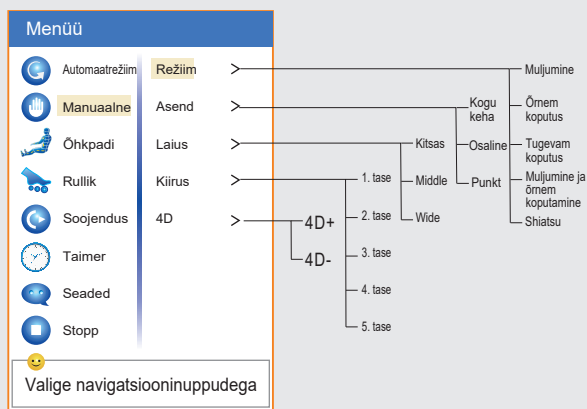 Menüü
Automaatrežiim
Manuaalne
Õhkpadi
Rullik
Soojendus
Taimer
Seaded
Stopp
Režiim
Asend
Laius
Kiirus
4D
4D+
4D-
1. tase
2. tase
3. tase
4. tase
5. tase
Kitsas
Middle
Wide
Kogu
keha
Osaline
Punkt
Muljumine
Õrnem
koputus
Tugevam
koputus
Muljumine ja
õrnem
koputamine
Shiatsu
Valige navigatsiooninuppudega